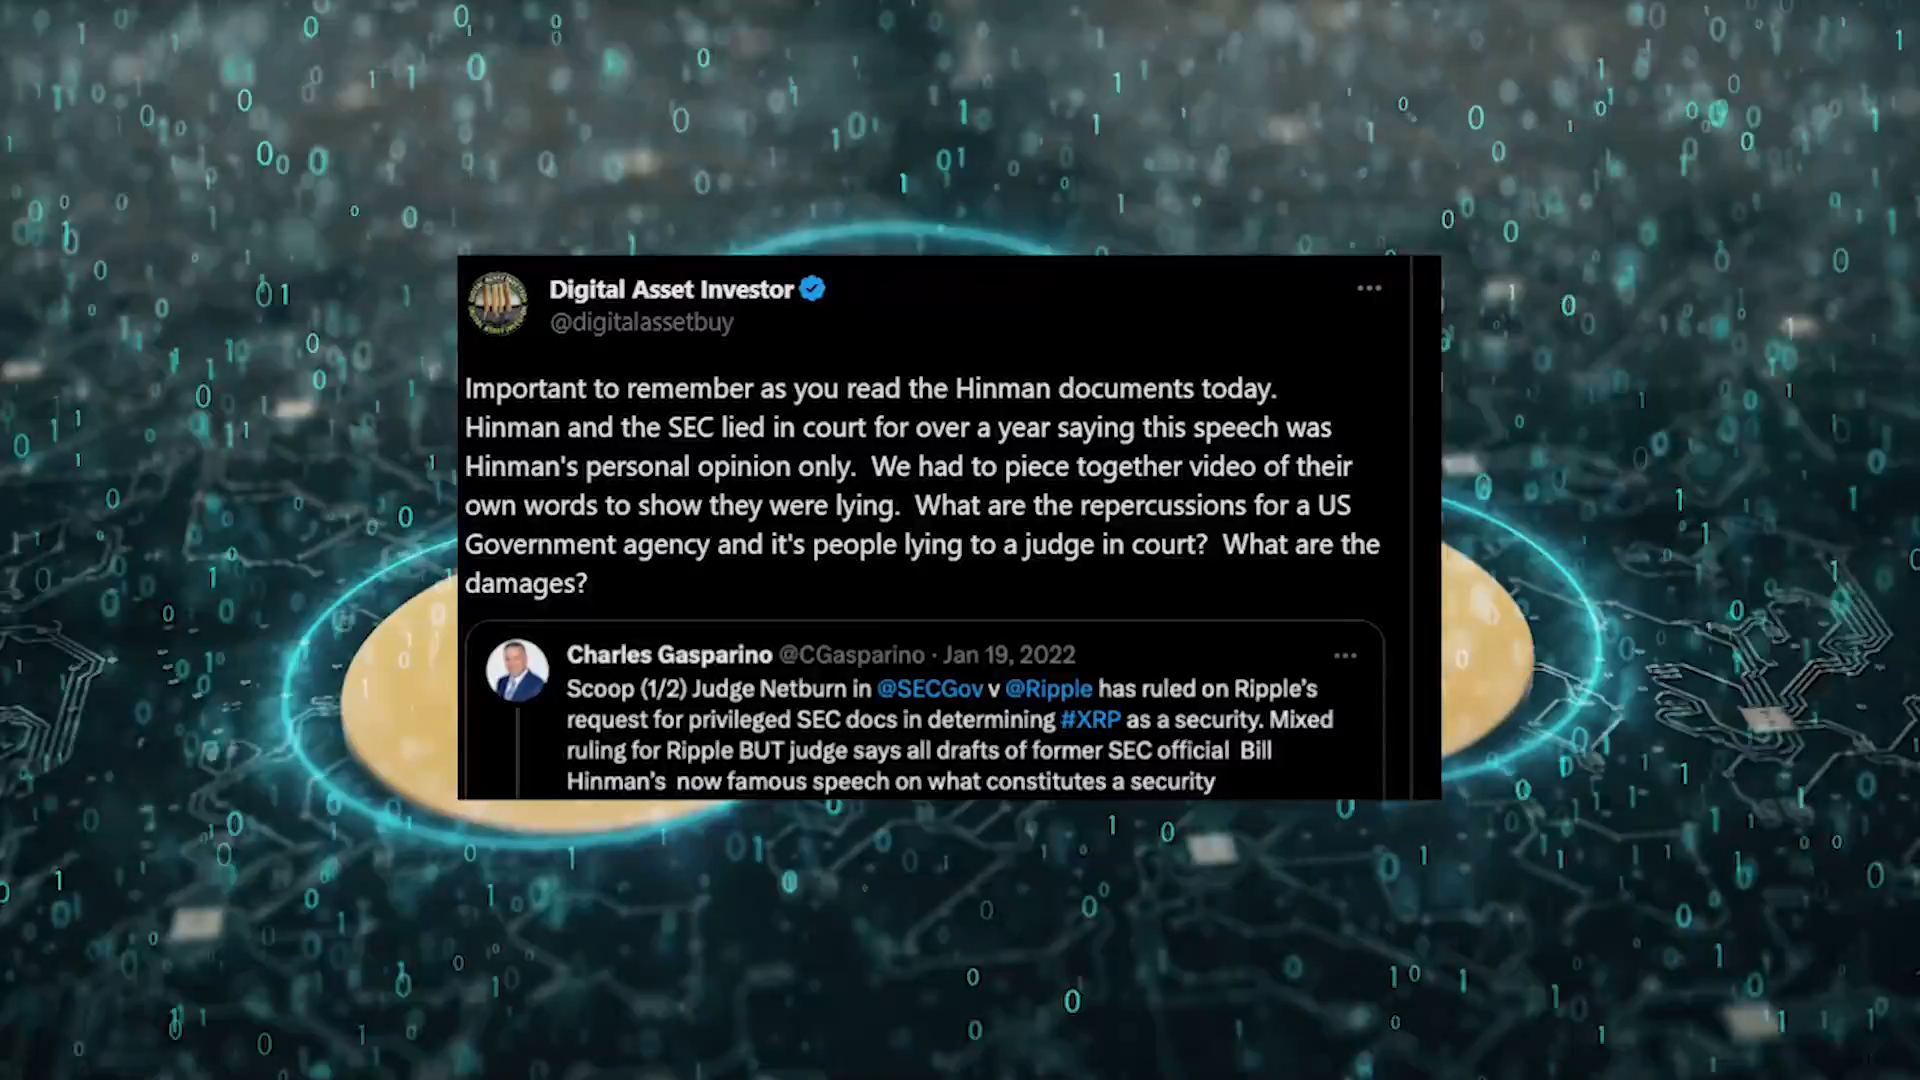 Digital Asset Investor
@digitalassetbuy
Important to remember as you read the Hinman documents today.
Hinman and the SEC lied in court for over a year saying this speech was
Hinman's personal opinion only.  We had to piece together video of their
own words to show they were lying.  What are the repercussions for a US
Government agency and it's people lying to a judge in court?  What are the
damages?
Charles Gasparino @CGasparino · Jan 19, 2022
Scoop (1/2) Judge Netburn in @SECGov v @Ripple has ruled on Ripple's
request for privileged SEC docs in determining #XRP as a security. Mixed
ruling for Ripple BUT judge says all drafts of former SEC official  Bill
Hinman's  now famous speech on what constitutes a security